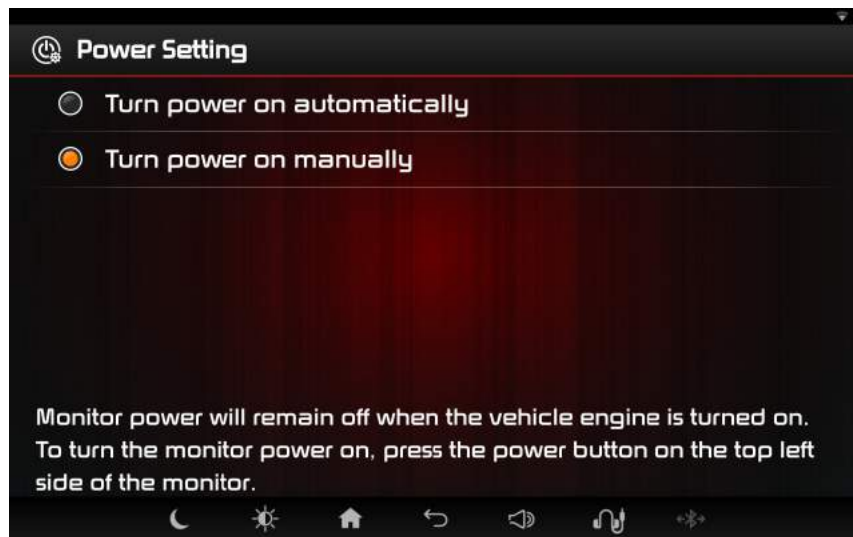 Power Setting
Turn power on automatically
Turn power on manually
Monitor power will remain off when the vehicle engine is turned on.
To turn the monitor power on, press the power button on the top left
side of the monitor.